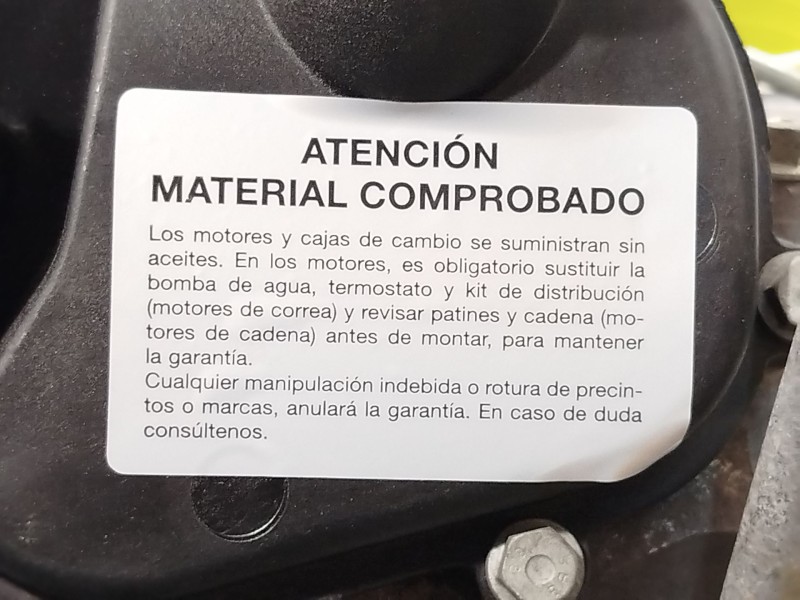 ATENCIÓN
MATERIAL COMPROBADO
Los motores y cajas de cambio se suministran sin
aceites. En los motores, es obligatorio sustituir la
bomba de agua, termostato y kit de distribución
(motores de correa) y revisar patines y cadena (mo-
tores de cadena) antes de montar, para mantener
la garantía.
Cualquier manipulación indebida o rotura de precin-
tos o marcas, anulará la garantía. En caso de duda
consúltenos.